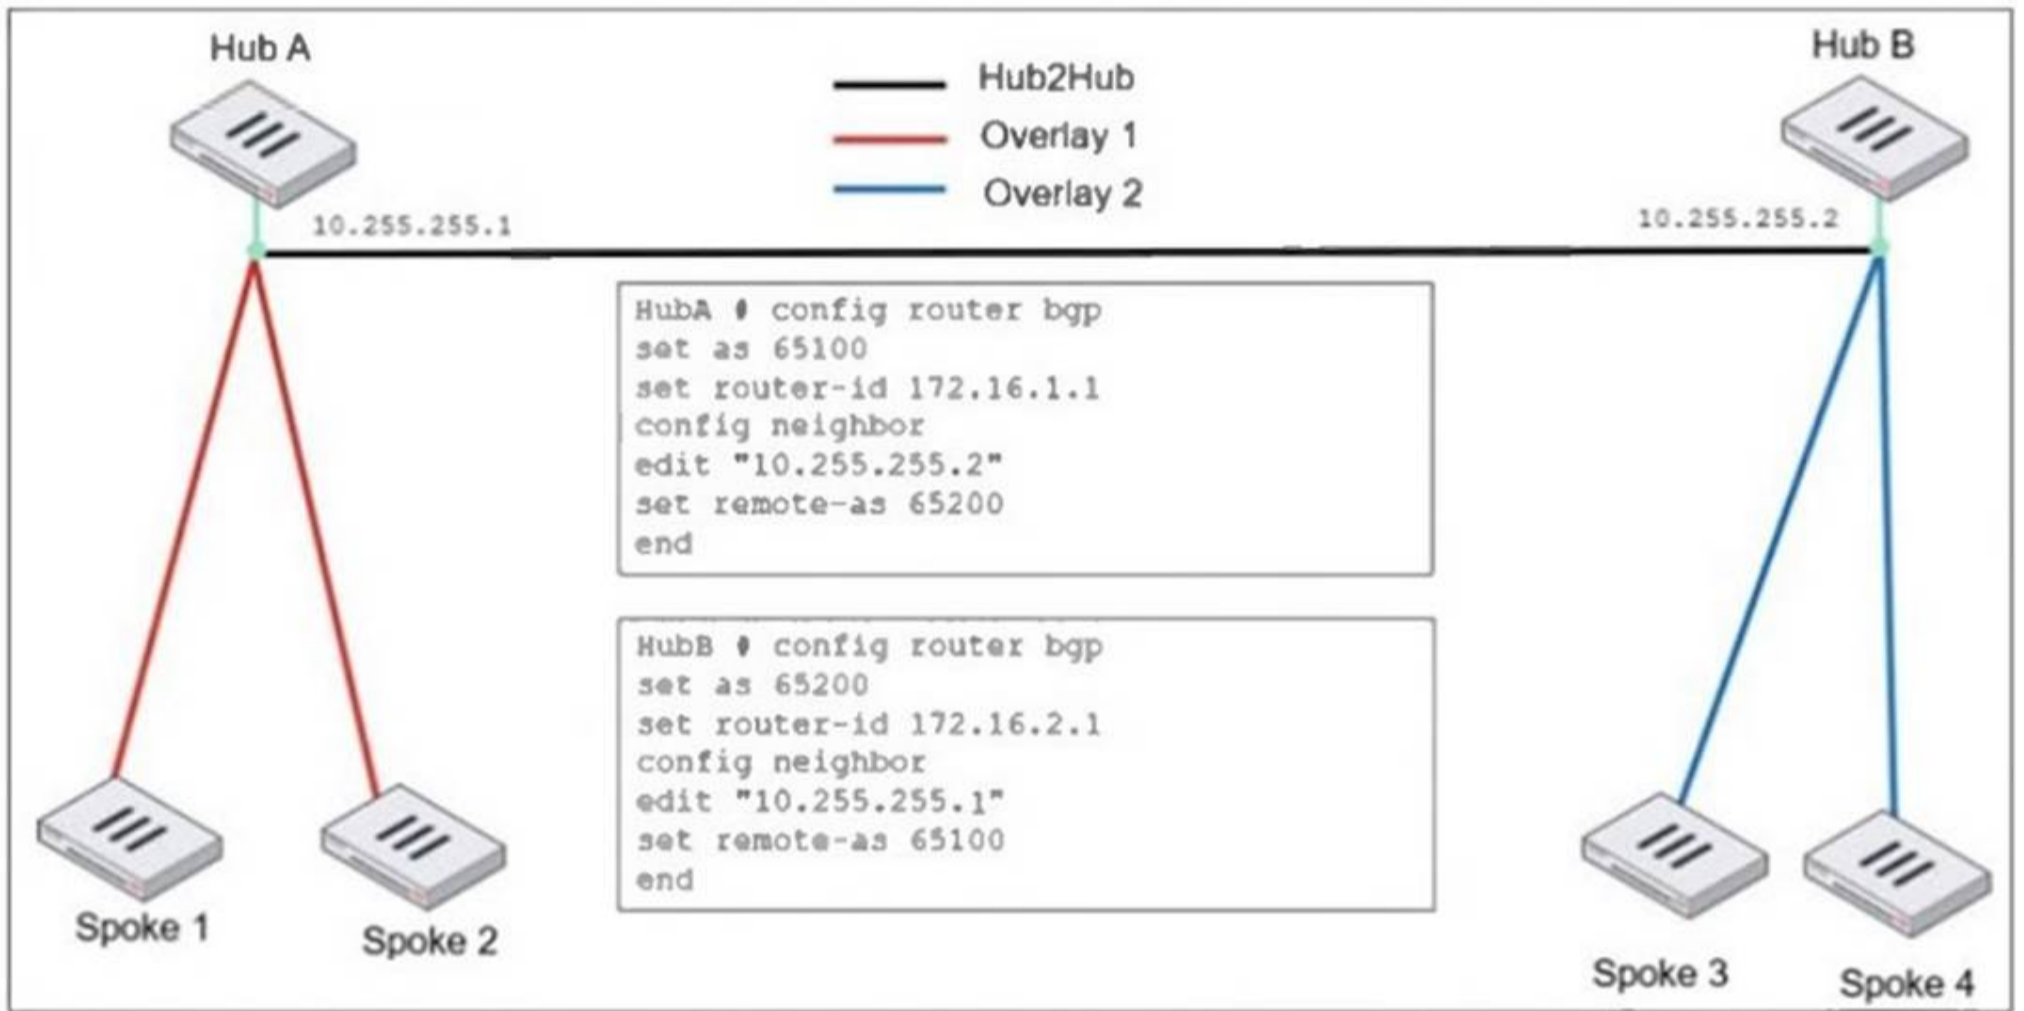 Hub A
Hub B
Hub2Hub
Overlay 1
Overlay 2
10.255.255.1
10.255.255.2
HubA # config router bgp
set as 65100
set router-id 172.16.1.1
config neighbor
edit "10.255.255.2"
set remote-as 65200
end
HubB # config router bgp
set as 65200
set router-id 172.16.2.1
config neighbor
edit "10.255.255.1"
set remote-as 65100
end
Spoke 1
Spoke 2
Spoke 3
Spoke 4